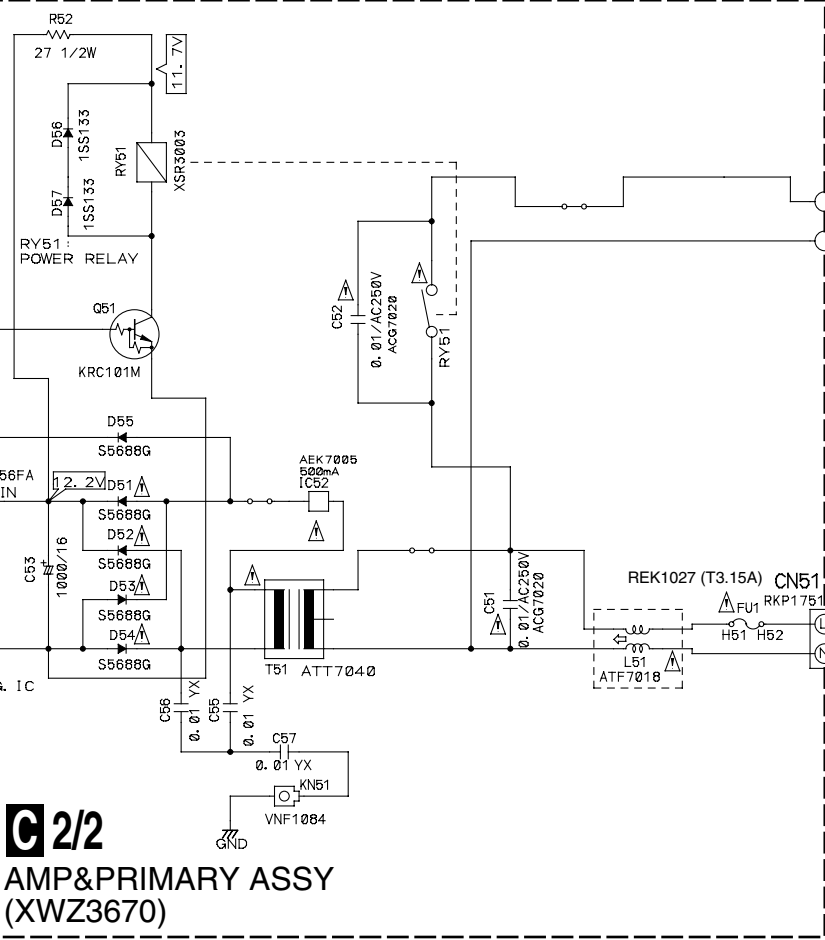 R52
27 1/2W
11.7V
D56
1SS133
D57
1SS133
RY51
XSR3003
RY51 :
POWER RELAY
Q51
KRC101M
C52
0.01/AC250V
ACG7020
RY51
D55
S5688G
56FA
IN
12.2V
D51
S5688G
D52
S5688G
D53
S5688G
D54
S5688G
C53
+
1000/16
AEK7005
500mA
IC52
T51 ATT7040
C51
0.01/AC250V
ACG7020
REK1027 (T3.15A)
CN51
RKP1751
FU1
H51 H52
L
N
L51
ATF7018
. IC
C56
0.01 YX
C55
0.01 YX
C57
0.01 YX
KN51
VNF1084
GND
C 2/2
AMP&PRIMARY ASSY
(XWZ3670)